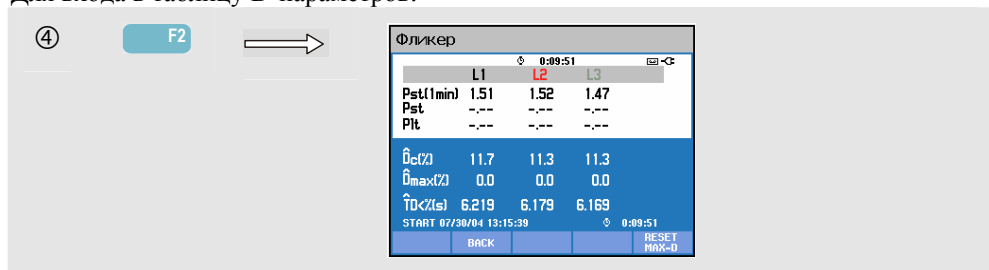 Для входа в таблицу D-параметров:
④ F2
Фликер
0:09:51
L1 L2 L3
Pst(1min) 1.51 1.52 1.47
Pst -.-- -.-- -.--
Plt -.-- -.-- -.--
D̂c(%) 11.7 11.3 11.3
D̂max(%) 0.0 0.0 0.0
T̂D<%(s) 6.219 6.179 6.169
START 07/30/04 13:15:39 0:09:51
BACK RESET MAX-D